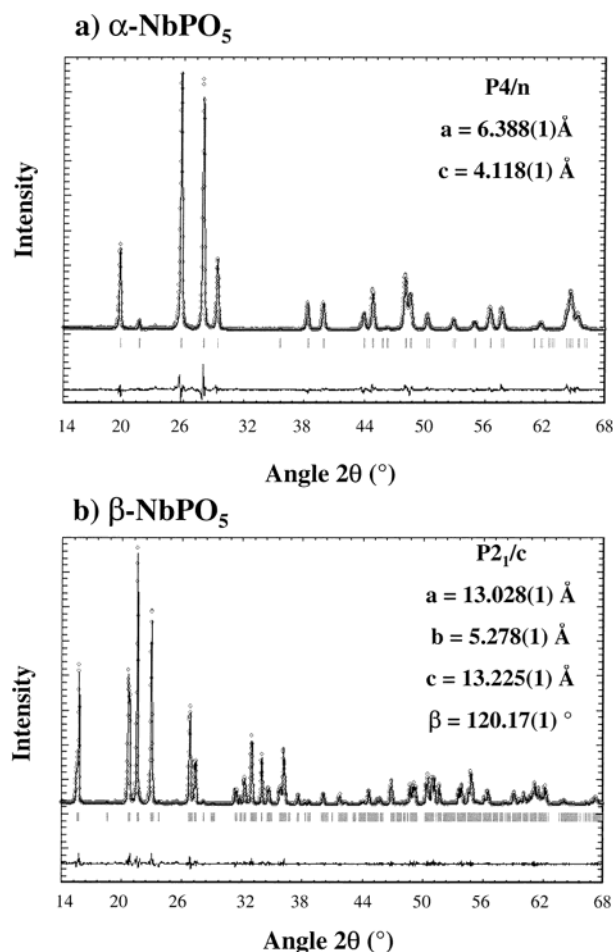 a) α-NbPO₅
P4/n
a = 6.388(1)Å
c = 4.118(1) Å
Intensity
14 20 26 32 38 44 50 56 62 68
Angle 2θ (°)
b) β-NbPO₅
P2₁/c
a = 13.028(1) Å
b = 5.278(1) Å
c = 13.225(1) Å
β = 120.17(1) °
Intensity
14 20 26 32 38 44 50 56 62 68
Angle 2θ (°)